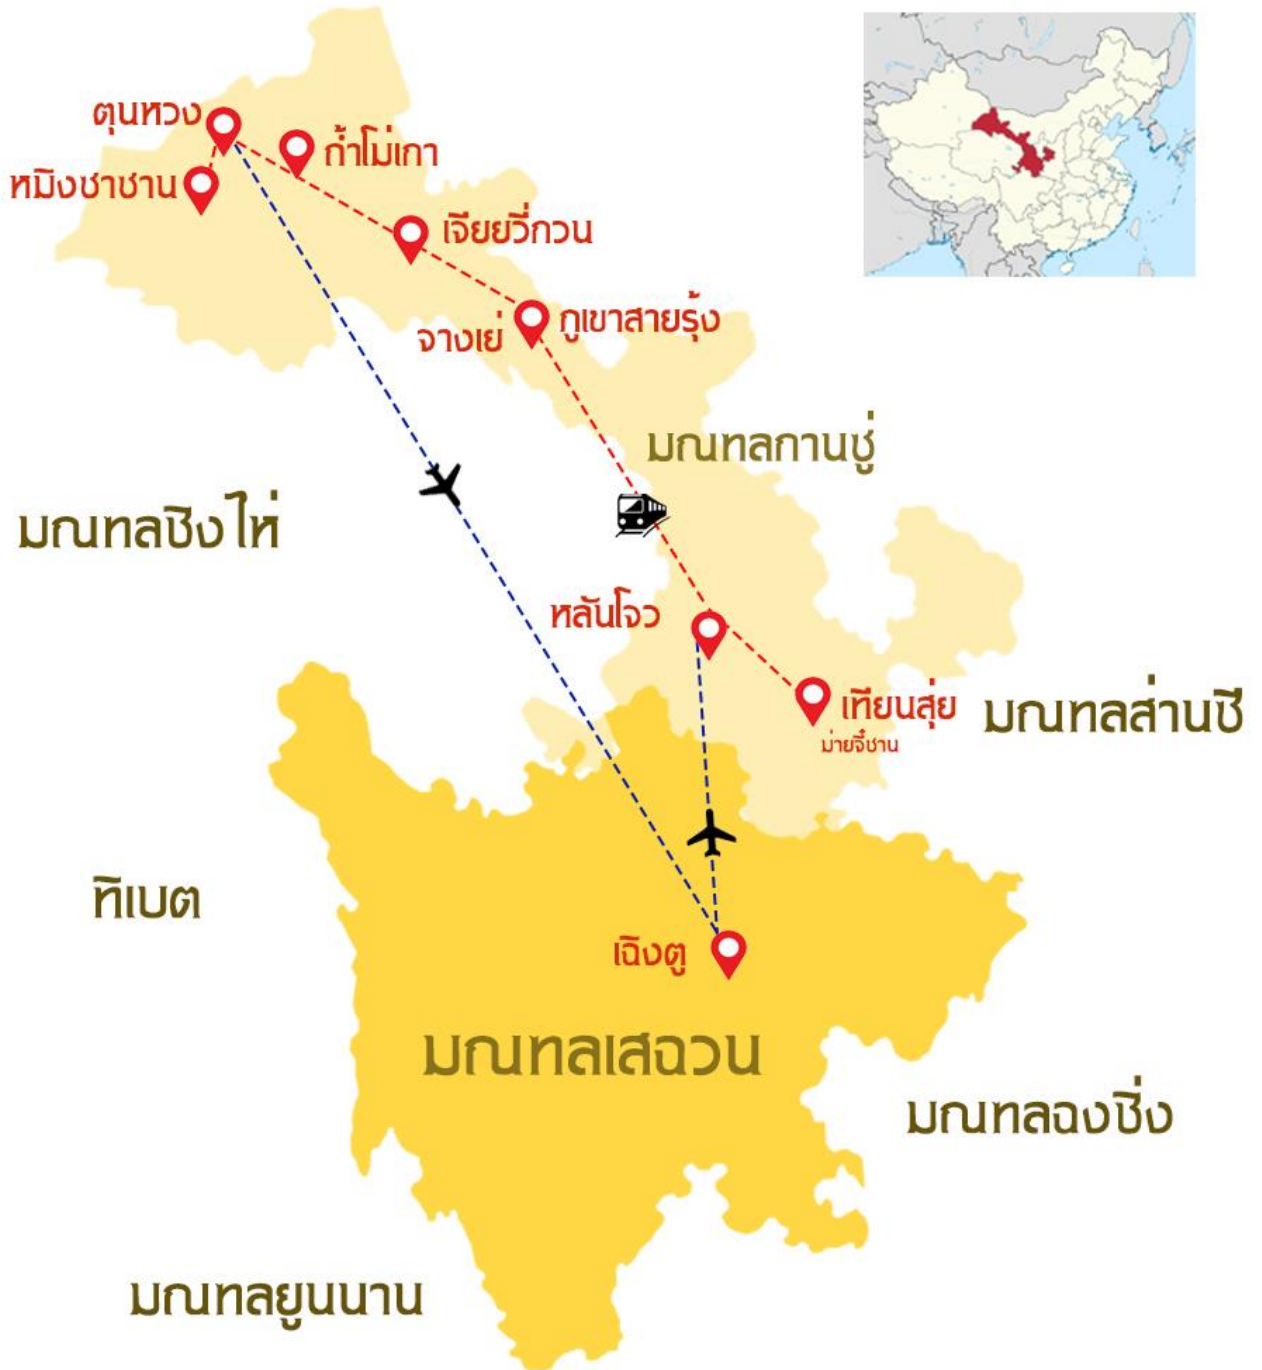 ตุนหวง
ถ้ำโม่เกา
หมิงชาชาน
เจียยวี่กวน
ภูเขาสายรุ้ง
จางเย่
มณฑลกานซู่
มณฑลชิงไห่
หลันโจว
เทียนสุ่ย
ม่ายจี๋ชาน
มณฑลส่านซี
ทิเบต
เฉิงตู
มณฑลเสฉวน
มณฑลฉงชิ่ง
มณฑลยูนนาน